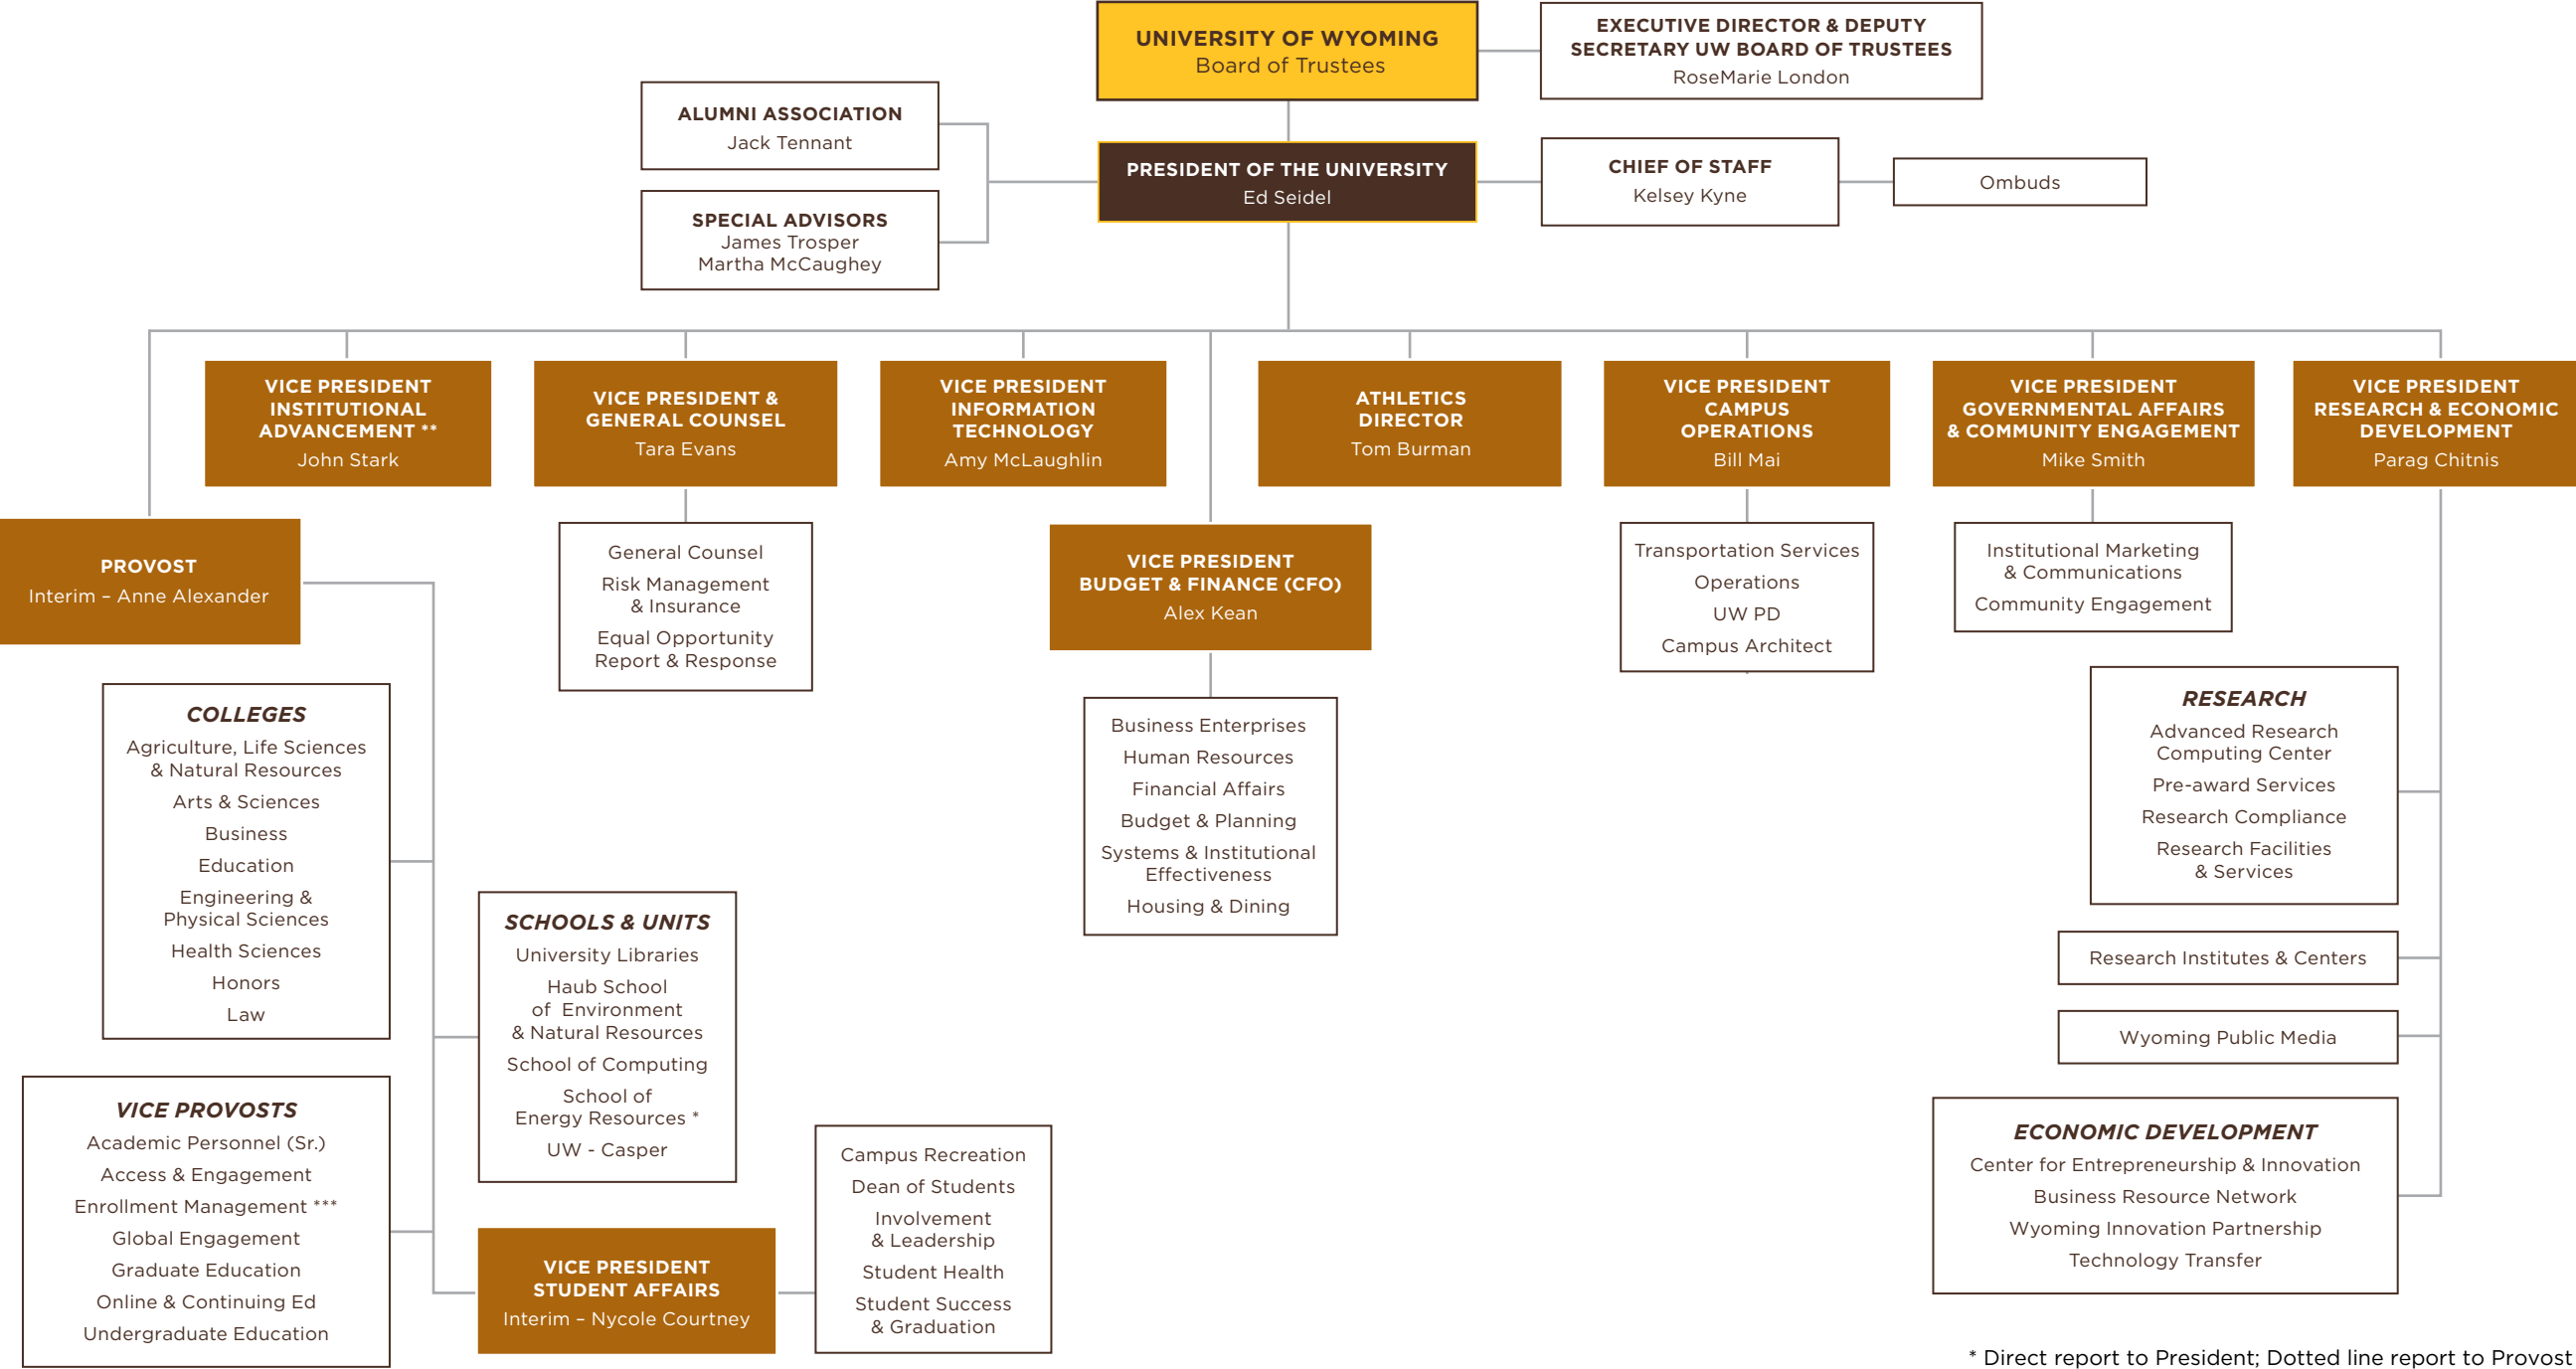 UNIVERSITY OF WYOMING
Board of Trustees
EXECUTIVE DIRECTOR & DEPUTY
SECRETARY UW BOARD OF TRUSTEES
RoseMarie London
ALUMNI ASSOCIATION
Jack Tennant
PRESIDENT OF THE UNIVERSITY
Ed Seidel
CHIEF OF STAFF
Kelsey Kyne
Ombuds
SPECIAL ADVISORS
James Trosper
Martha McCaughey
VICE PRESIDENT
INSTITUTIONAL
ADVANCEMENT **
John Stark
VICE PRESIDENT &
GENERAL COUNSEL
Tara Evans
VICE PRESIDENT
INFORMATION
TECHNOLOGY
Amy McLaughlin
ATHLETICS
DIRECTOR
Tom Burman
VICE PRESIDENT
CAMPUS
OPERATIONS
Bill Mai
VICE PRESIDENT
GOVERNMENTAL AFFAIRS
& COMMUNITY ENGAGEMENT
Mike Smith
VICE PRESIDENT
RESEARCH & ECONOMIC
DEVELOPMENT
Parag Chitnis
PROVOST
Interim – Anne Alexander
General Counsel
Risk Management
& Insurance
Equal Opportunity
Report & Response
VICE PRESIDENT
BUDGET & FINANCE (CFO)
Alex Kean
Transportation Services
Operations
UW PD
Campus Architect
Institutional Marketing
& Communications
Community Engagement
COLLEGES
Agriculture, Life Sciences
& Natural Resources
Arts & Sciences
Business
Education
Engineering &
Physical Sciences
Health Sciences
Honors
Law
Business Enterprises
Human Resources
Financial Affairs
Budget & Planning
Systems & Institutional
Effectiveness
Housing & Dining
RESEARCH
Advanced Research
Computing Center
Pre-award Services
Research Compliance
Research Facilities
& Services
SCHOOLS & UNITS
University Libraries
Haub School
of Environment
& Natural Resources
School of Computing
School of
Energy Resources *
UW - Casper
Research Institutes & Centers
Wyoming Public Media
VICE PROVOSTS
Academic Personnel (Sr.)
Access & Engagement
Enrollment Management ***
Global Engagement
Graduate Education
Online & Continuing Ed
Undergraduate Education
VICE PRESIDENT
STUDENT AFFAIRS
Interim – Nycole Courtney
Campus Recreation
Dean of Students
Involvement
& Leadership
Student Health
Student Success
& Graduation
ECONOMIC DEVELOPMENT
Center for Entrepreneurship & Innovation
Business Resource Network
Wyoming Innovation Partnership
Technology Transfer
* Direct report to President; Dotted line report to Provost